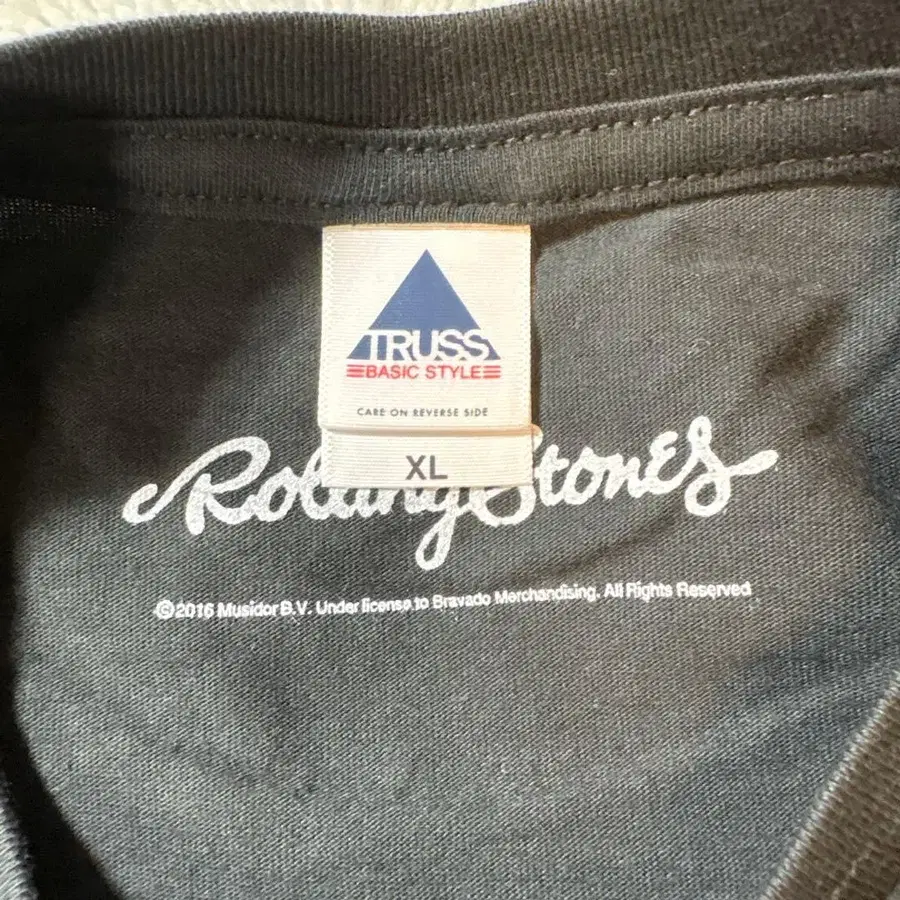 TRUSS
BASIC STYLE
CARE ON REVERSE SIDE
XL
Rolling Stones
©2016 Musidor B.V. Under license to Bravado Merchandising. All Rights Reserved